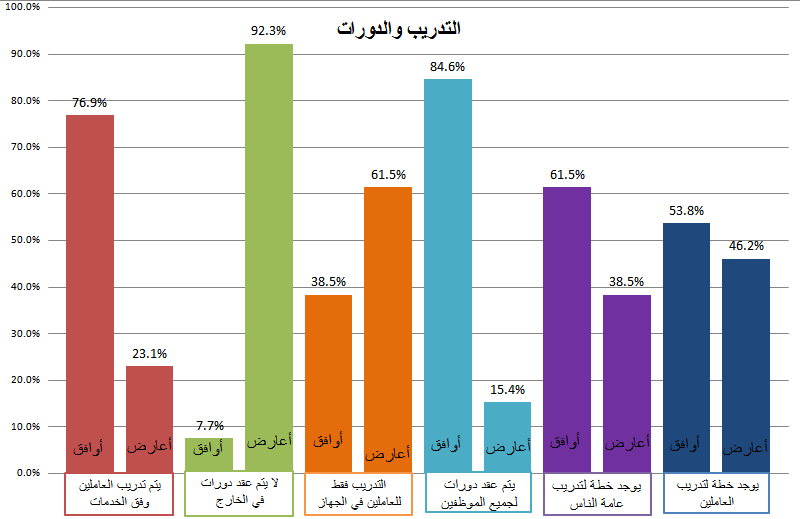 التدريب والدورات
100.0%
90.0%
80.0%
70.0%
60.0%
50.0%
40.0%
30.0%
20.0%
10.0%
0.0%
76.9%
23.1%
7.7%
92.3%
38.5%
61.5%
84.6%
15.4%
61.5%
38.5%
53.8%
46.2%
أوافق
أعارض
أوافق
أعارض
أوافق
أعارض
أوافق
أعارض
أوافق
أعارض
أوافق
أعارض
يتم تدريب العاملين
وفق الخدمات
لا يتم عقد دورات
في الخارج
التدريب فقط
للعاملين في الجهاز
يتم عقد دورات
لجميع الموظفين
يوجد خطة لتدريب
عامة الناس
يوجد خطة لتدريب
العاملين